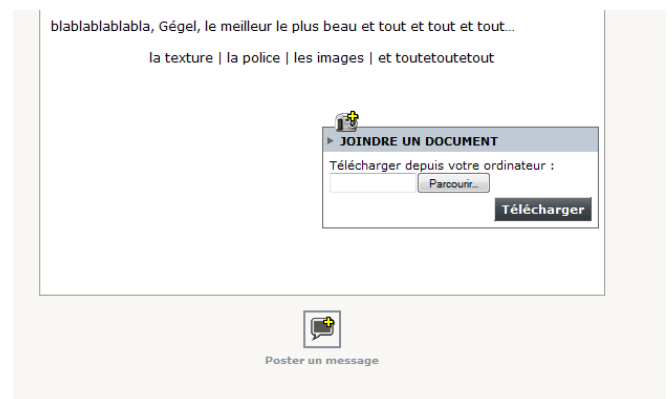 blablablablabla, Gégel, le meilleur le plus beau et tout et tout et tout...
la texture | la police | les images | et toutetoutetout
JOINDRE UN DOCUMENT
Télécharger depuis votre ordinateur :
Parcourir...
Télécharger
Poster un message